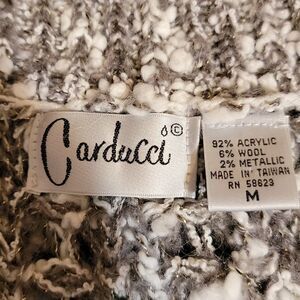 Carducci ©
92% ACRYLIC
6% WOOL
2% METALLIC
MADE IN TAIWAN
RN 58623
M